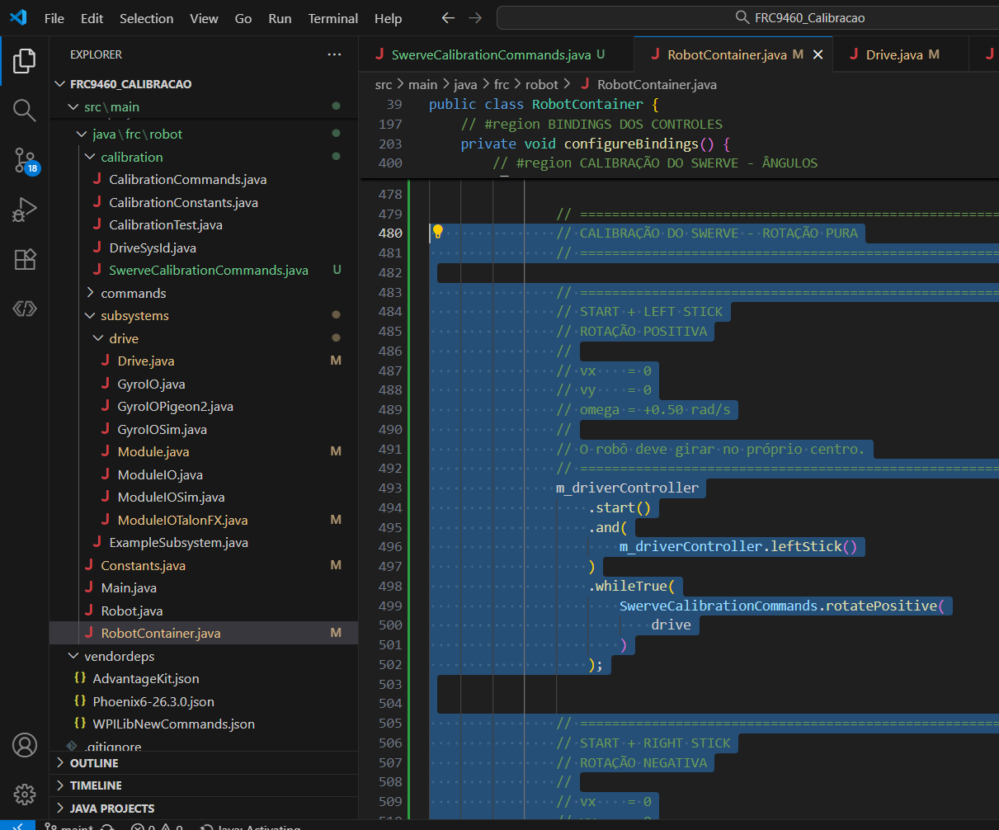 File Edit Selection View Go Run Terminal Help
FRC9460_Calibracao
EXPLORER
FRC9460_CALIBRACAO
src\main
java\frc\robot
calibration
CalibrationCommands.java
CalibrationConstants.java
CalibrationTest.java
DriveSysId.java
SwerveCalibrationCommands.java U
commands
subsystems
drive
Drive.java M
GyroIO.java
GyroIOPigeon2.java
GyroIOSim.java
Module.java M
ModuleIO.java
ModuleIOSim.java
ModuleIOTalonFX.java M
ExampleSubsystem.java
Constants.java M
Main.java
Robot.java
RobotContainer.java M
vendordeps
AdvantageKit.json
Phoenix6-26.3.0.json
WPILibNewCommands.json
.gitignore
OUTLINE
TIMELINE
JAVA PROJECTS
18
SwerveCalibrationCommands.java U
RobotContainer.java M
Drive.java M
src > main > java > frc > robot > RobotContainer.java
39 public class RobotContainer {
197 // #region BINDINGS DOS CONTROLES
203 private void configureBindings() {
400 // #region CALIBRAÇÃO DO SWERVE - ÂNGULOS
478
479 // =====================================================
480 // CALIBRAÇÃO DO SWERVE - ROTAÇÃO PURA
481 // =====================================================
482
483 // =====================================================
484 // START + LEFT STICK
485 // ROTAÇÃO POSITIVA
486 //
487 // vx    = 0
488 // vy    = 0
489 // omega = +0.50 rad/s
490 //
491 // O robô deve girar no próprio centro.
492 // =====================================================
493 m_driverController
494 .start()
495 .and(
496 m_driverController.leftStick()
497 )
498 .whileTrue(
499 SwerveCalibrationCommands.rotatePositive(
500 drive
501 )
502 );
503
504
505 // =====================================================
506 // START + RIGHT STICK
507 // ROTAÇÃO NEGATIVA
508 //
509 // vx    = 0
main* 0 0 Java: Activating